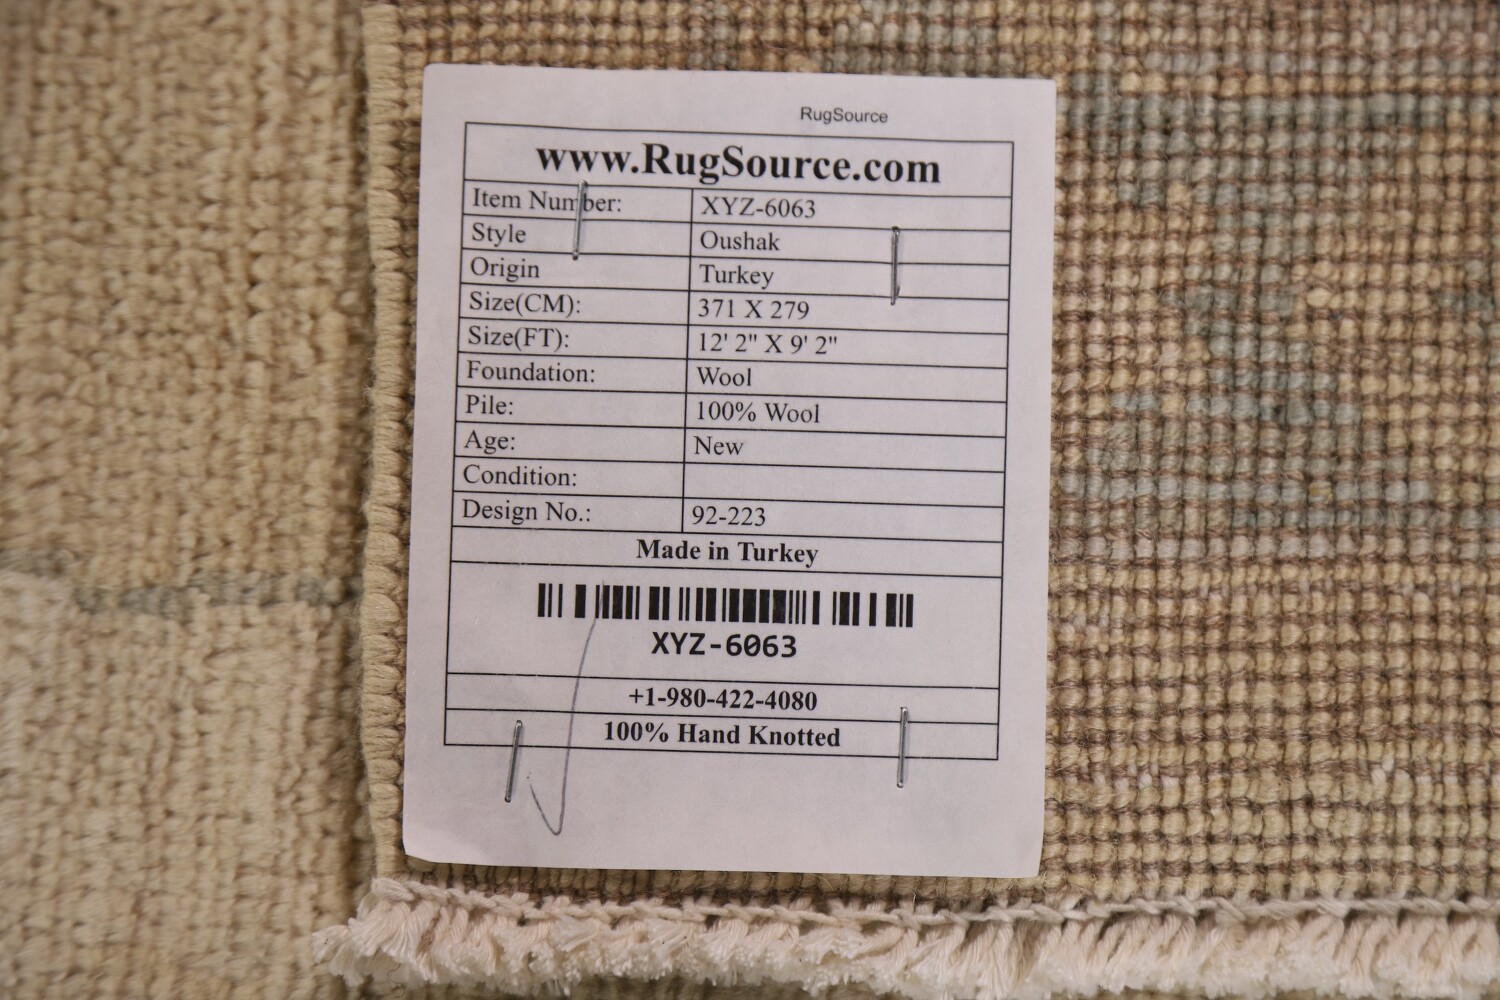 RugSource
www.RugSource.com
Item Number: XYZ-6063
Style Oushak
Origin Turkey
Size(CM): 371 X 279
Size(FT): 12' 2" X 9' 2"
Foundation: Wool
Pile: 100% Wool
Age: New
Condition:
Design No.: 92-223
Made in Turkey
XYZ-6063
+1-980-422-4080
100% Hand Knotted